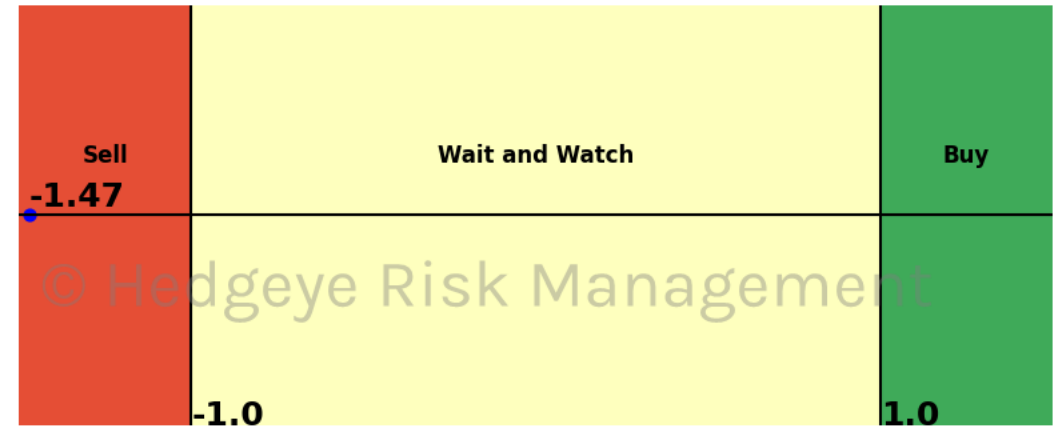 Sell
Wait and Watch
Buy
-1.47
© Hedgeye Risk Management
-1.0
1.0